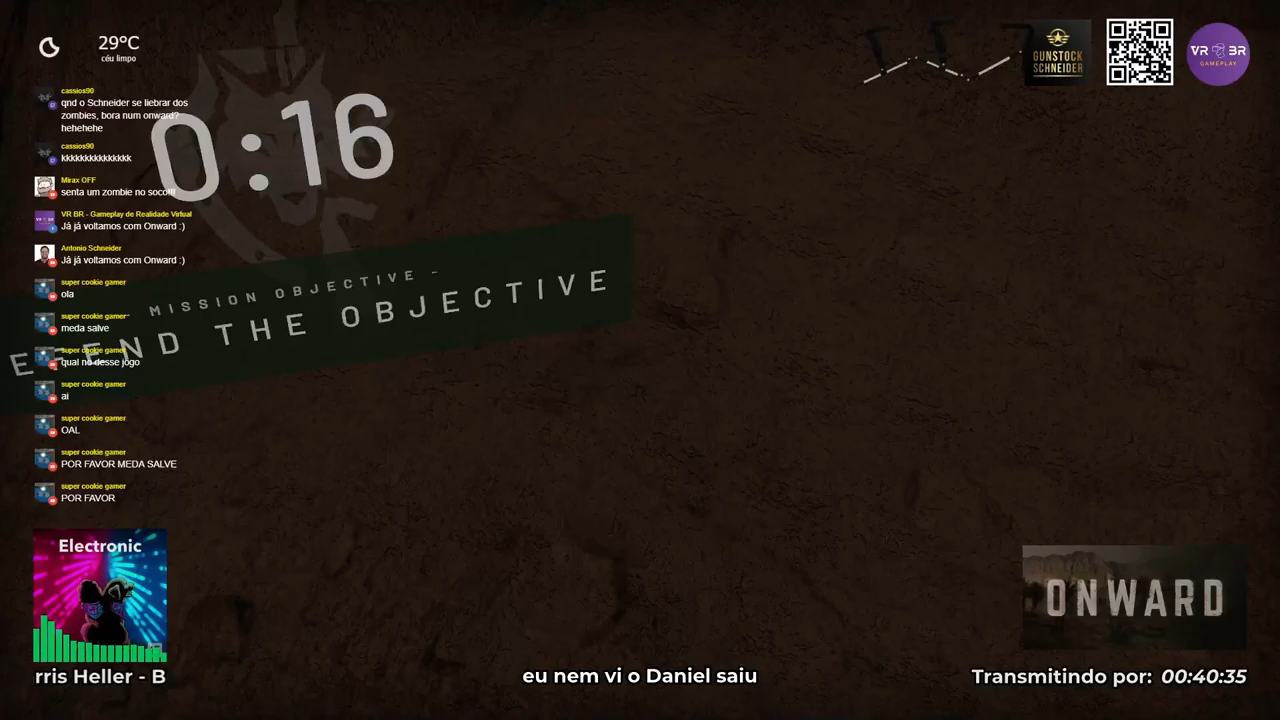 29°C
céu limpo
GUNSTOCK
SCHNEIDER
VR BR
GAMEPLAY
0:16
MISSION OBJECTIVE -
EFEND THE OBJECTIVE
cassios90
qnd o Schneider se liebrar dos
zombies, bora num onward?
hehehehe
cassios90
kkkkkkkkkkkkkkk
Mirax OFF
senta um zombie no soco!!!
VR BR - Gameplay de Realidade Virtual
Já já voltamos com Onward :)
Antonio Schneider
Já já voltamos com Onward :)
super cookie gamer
ola
super cookie gamer
meda salve
super cookie gamer
qual no desse jogo
super cookie gamer
ai
super cookie gamer
OAL
super cookie gamer
POR FAVOR MEDA SALVE
super cookie gamer
POR FAVOR
Electronic
rris Heller - B
eu nem vi o Daniel saiu
ONWARD
Transmitindo por: 00:40:35